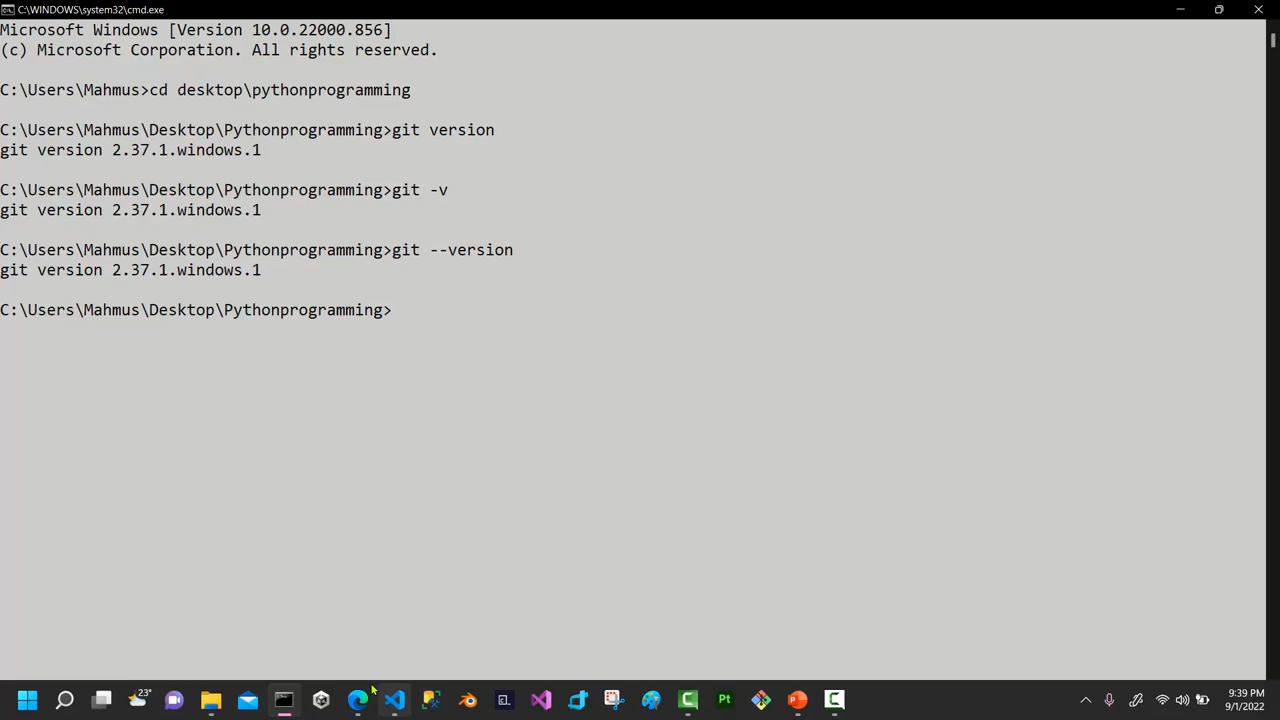 C:\WINDOWS\system32\cmd.exe
Microsoft Windows [Version 10.0.22000.856]
(c) Microsoft Corporation. All rights reserved.
C:\Users\Mahmus>cd desktop\pythonprogramming
C:\Users\Mahmus\Desktop\Pythonprogramming>git version
git version 2.37.1.windows.1
C:\Users\Mahmus\Desktop\Pythonprogramming>git -v
git version 2.37.1.windows.1
C:\Users\Mahmus\Desktop\Pythonprogramming>git --version
git version 2.37.1.windows.1
C:\Users\Mahmus\Desktop\Pythonprogramming>
23°
Pt
9:39 PM
9/1/2022